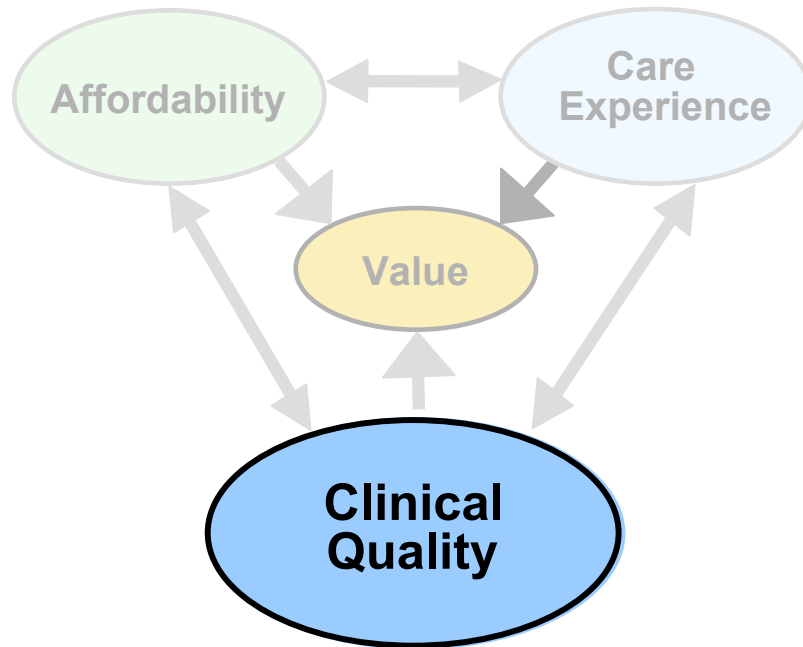 Affordability
Care
Experience
Value
Clinical
Quality